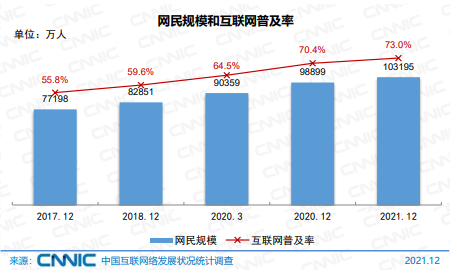 网民规模和互联网普及率
单位：万人
55.8% 59.6% 64.5% 70.4% 73.0%
77198 82851 90359 98899 103195
2017. 12 2018. 12 2020. 3 2020. 12 2021. 12
网民规模 互联网普及率
来源： CNNIC 中国互联网络发展状况统计调查 2021.12